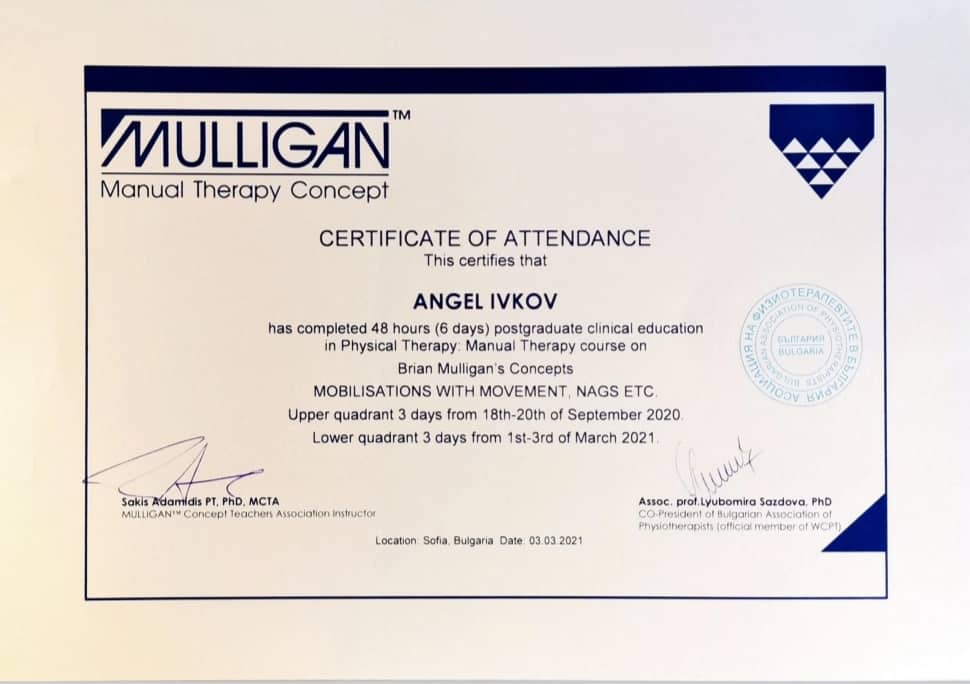 MULLIGAN™
Manual Therapy Concept
CERTIFICATE OF ATTENDANCE
This certifies that
ANGEL IVKOV
has completed 48 hours (6 days) postgraduate clinical education
in Physical Therapy: Manual Therapy course on
Brian Mulligan's Concepts
MOBILISATIONS WITH MOVEMENT, NAGS ETC.
Upper quadrant 3 days from 18th-20th of September 2020.
Lower quadrant 3 days from 1st-3rd of March 2021.
АСОЦИАЦИЯ НА ФИЗИОТЕРАПЕВТИТЕ В БЪЛГАРИЯ
BULGARIAN ASSOCIATION OF PHYSIOTHERAPISTS
БЪЛГАРИЯ
BULGARIA
Sakis Adamidis PT, PhD, MCTA
MULLIGAN™ Concept Teachers Association Instructor
Assoc. prof.Lyubomira Sazdova, PhD
CO-President of Bulgarian Association of
Physiotherapists (official member of WCPT)
Location: Sofia, Bulgaria Date: 03.03.2021